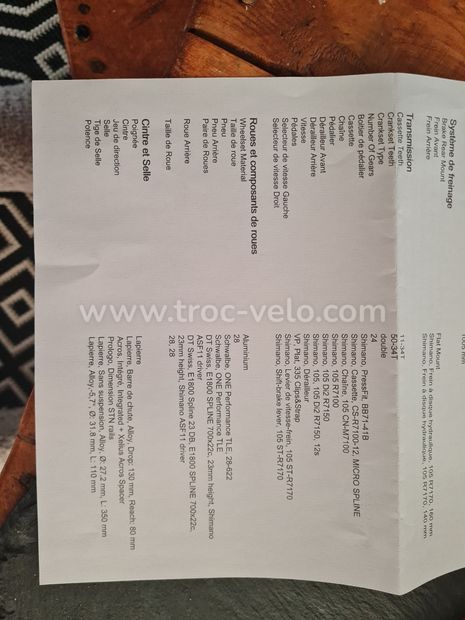 Système de freinage
Brake Rear Mount Flat Mount
Frein Avant Shimano, Frein à disque hydraulique, 105 R7170, 160 mm
Frein Arrière Shimano, Frein à disque hydraulique, 105 R7170, 140 mm
Transmission
Cassette Teeth 11-34T
Crankset Teeth 50-34T
Crankset Type double
Number Of Gears 24
Boitier de pédalier Shimano, PressFit, BB71-41B
Cassette Shimano, Cassette, CS-R7100-12, MICRO SPLINE
Chaîne Shimano, Chaîne, 105 CN-M7100
Pédalier Shimano, 105 R7100
Dérailleur Avant Shimano, 105 Di2 R7150
Dérailleur Arrière Shimano, 105, 105 Di2 R7150, 12s
Vitesse Shimano, Dérailleur
Pédales VP, Plat, 335 Clips&Strap
Sélecteur de vitesse Gauche Shimano, Levier de vitesse-frein, 105 ST-R7170
Sélecteur de vitesse Droit Shimano, Shift-brake lever, 105 ST-R7170
Roues et composants de roues
Wheelset Material Aluminium
Taille de roue 28
Pneu Avant Schwalbe, ONE Performance TLE, 28-622
Pneu Arrière Schwalbe, ONE Performance TLE
Paire de Roues DT Swiss, E1800 SPLINE 700x22c, 23mm height, Shimano
ASF11 driver
Roue Arrière DT Swiss, E1800 Spline 23 DB, E1800 SPLINE 700x22c,
23mm height, Shimano ASF11 driver
Taille de Roue 28, 28
Cintre et Selle
Poignée Lapierre
Cintre Lapierre, Barre de chute, Alloy, Drop: 130 mm, Reach: 80 mm
Jeu de direction Acros, Intégré, Integrated + Xelius Acros Spacer
Selle Prologo, Dimension STN rails
Tige de Selle Lapierre, Sans suspension, Alloy, Ø: 27.2 mm, L: 350 mm
Potence Lapierre, Alloy, -5,7°, Ø: 31.8 mm, L: 110 mm
www.troc-velo.com